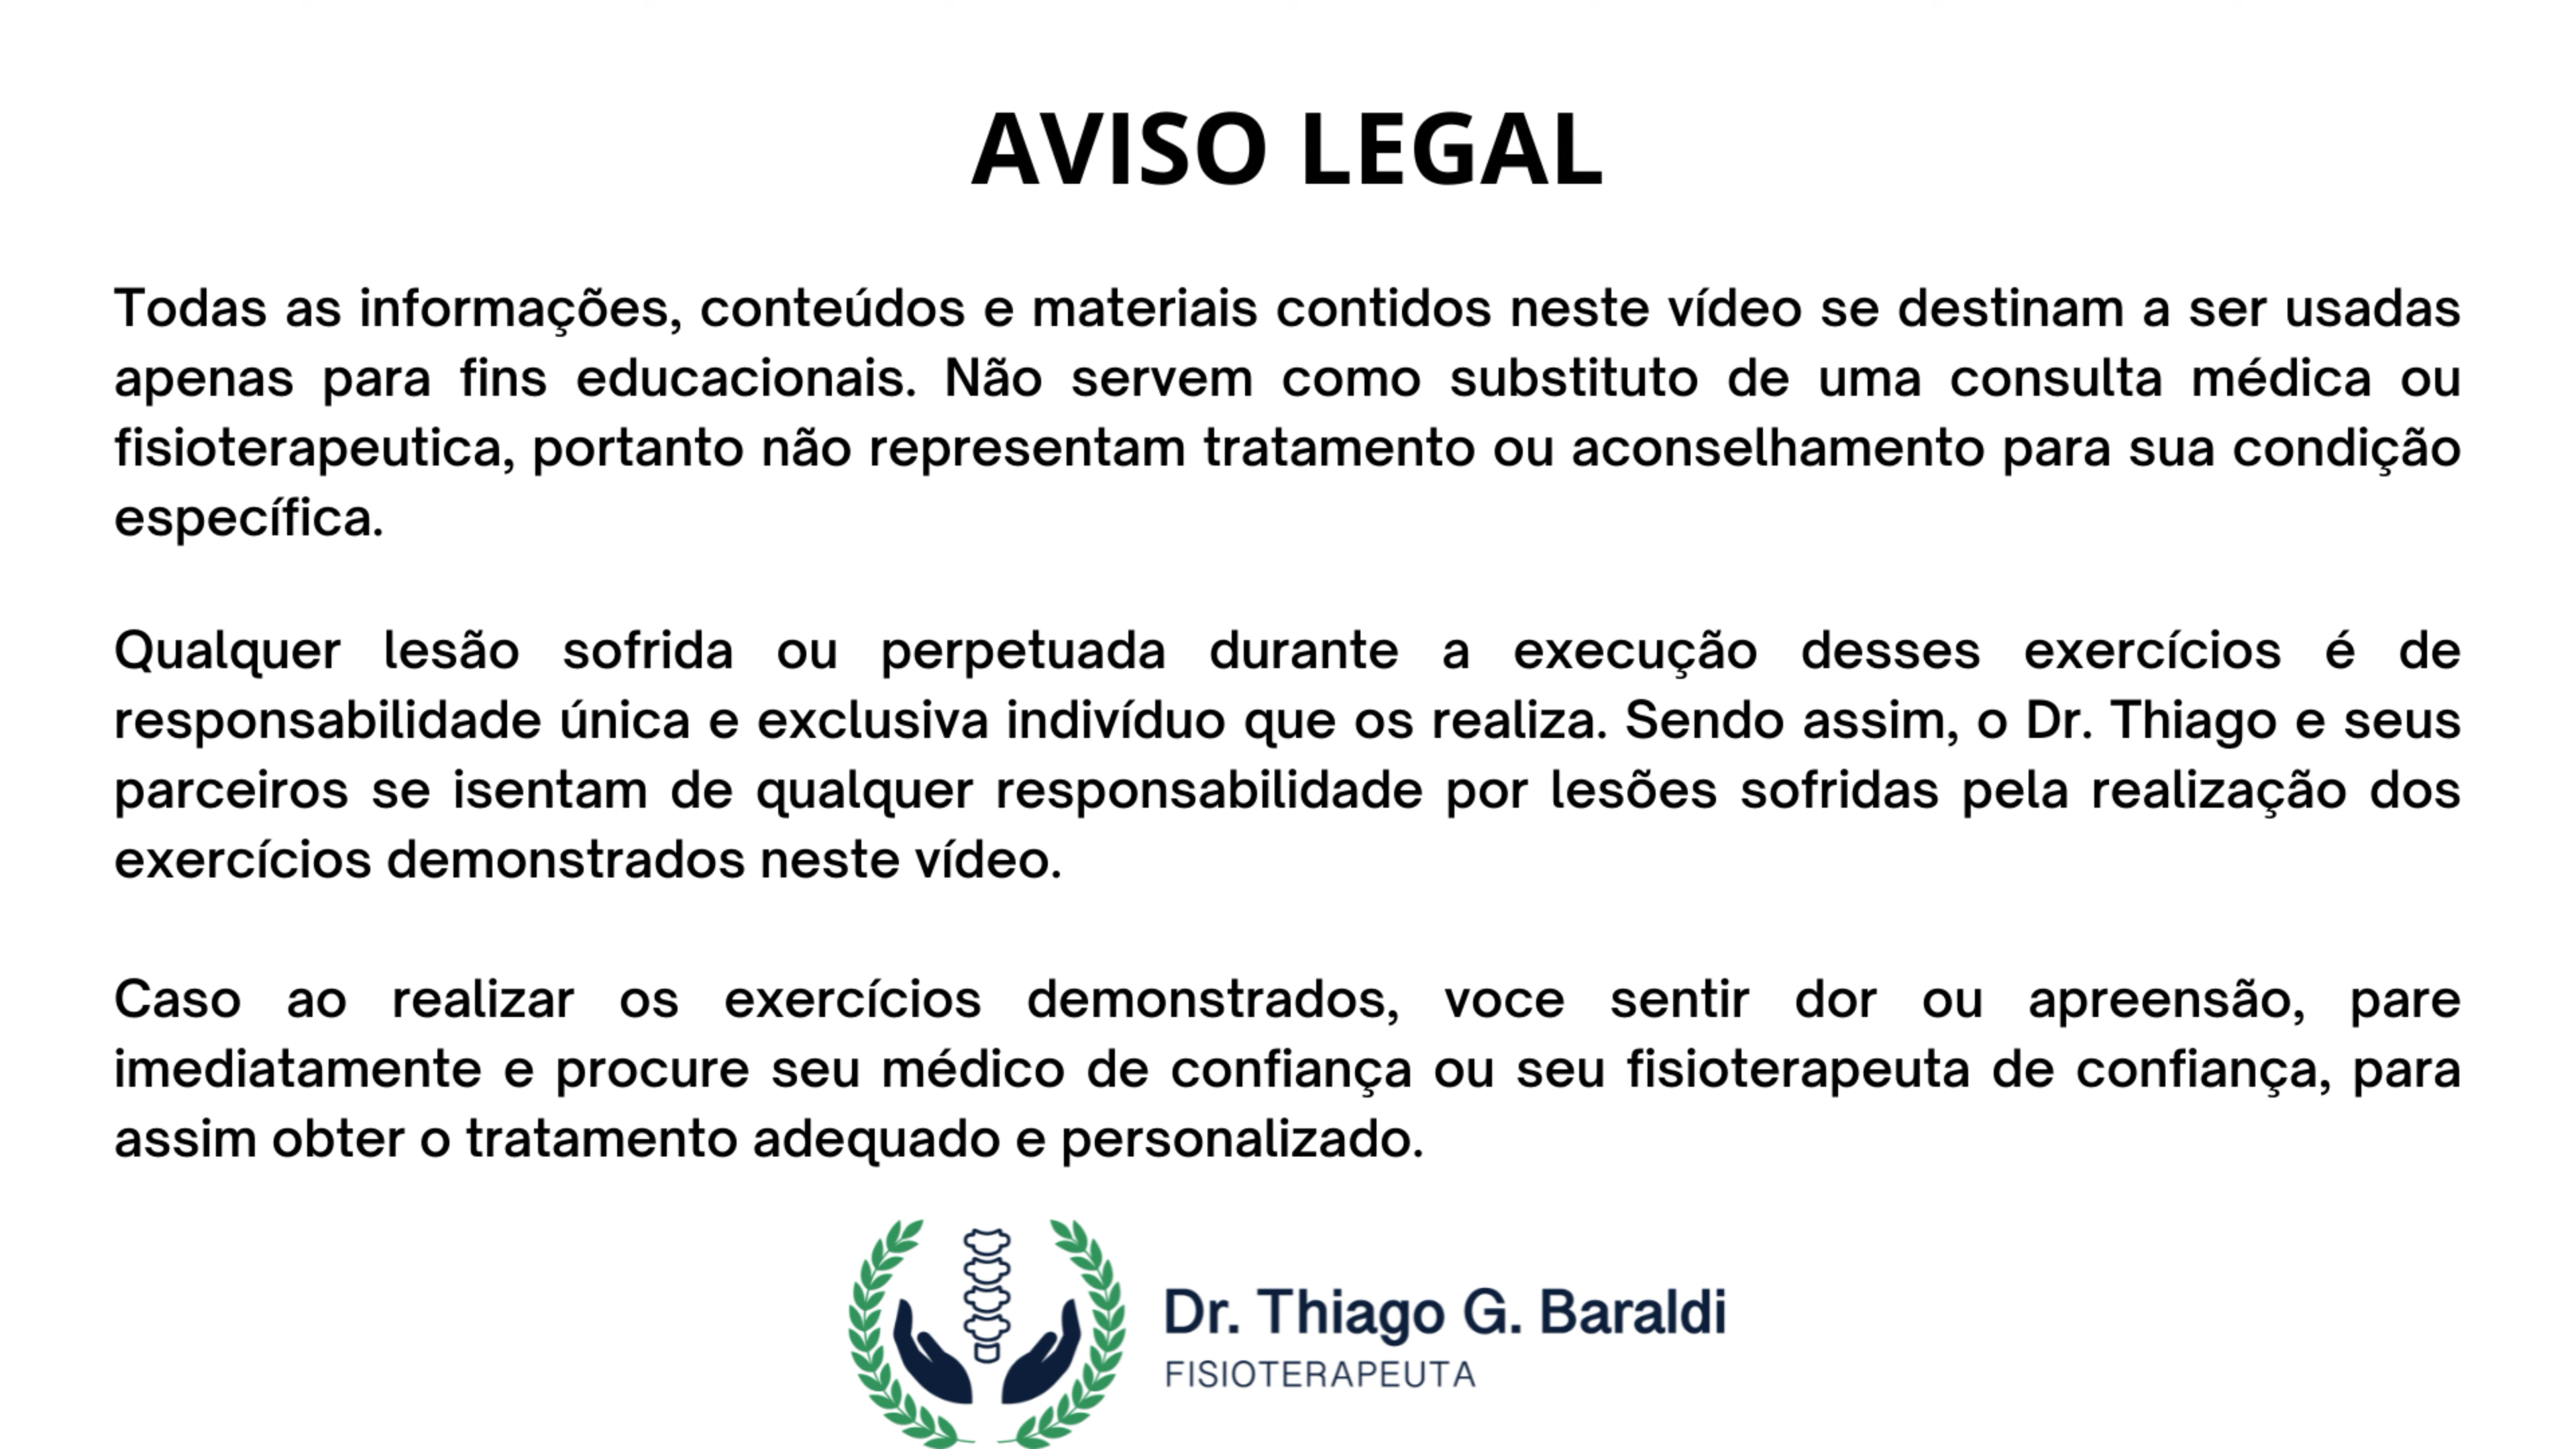 AVISO LEGAL
Todas as informações, conteúdos e materiais contidos neste vídeo se destinam a ser usadas
apenas para fins educacionais. Não servem como substituto de uma consulta médica ou
fisioterapeutica, portanto não representam tratamento ou aconselhamento para sua condição
específica.
Qualquer lesão sofrida ou perpetuada durante a execução desses exercícios é de
responsabilidade única e exclusiva indivíduo que os realiza. Sendo assim, o Dr. Thiago e seus
parceiros se isentam de qualquer responsabilidade por lesões sofridas pela realização dos
exercícios demonstrados neste vídeo.
Caso ao realizar os exercícios demonstrados, voce sentir dor ou apreensão, pare
imediatamente e procure seu médico de confiança ou seu fisioterapeuta de confiança, para
assim obter o tratamento adequado e personalizado.
Dr. Thiago G. Baraldi
FISIOTERAPEUTA